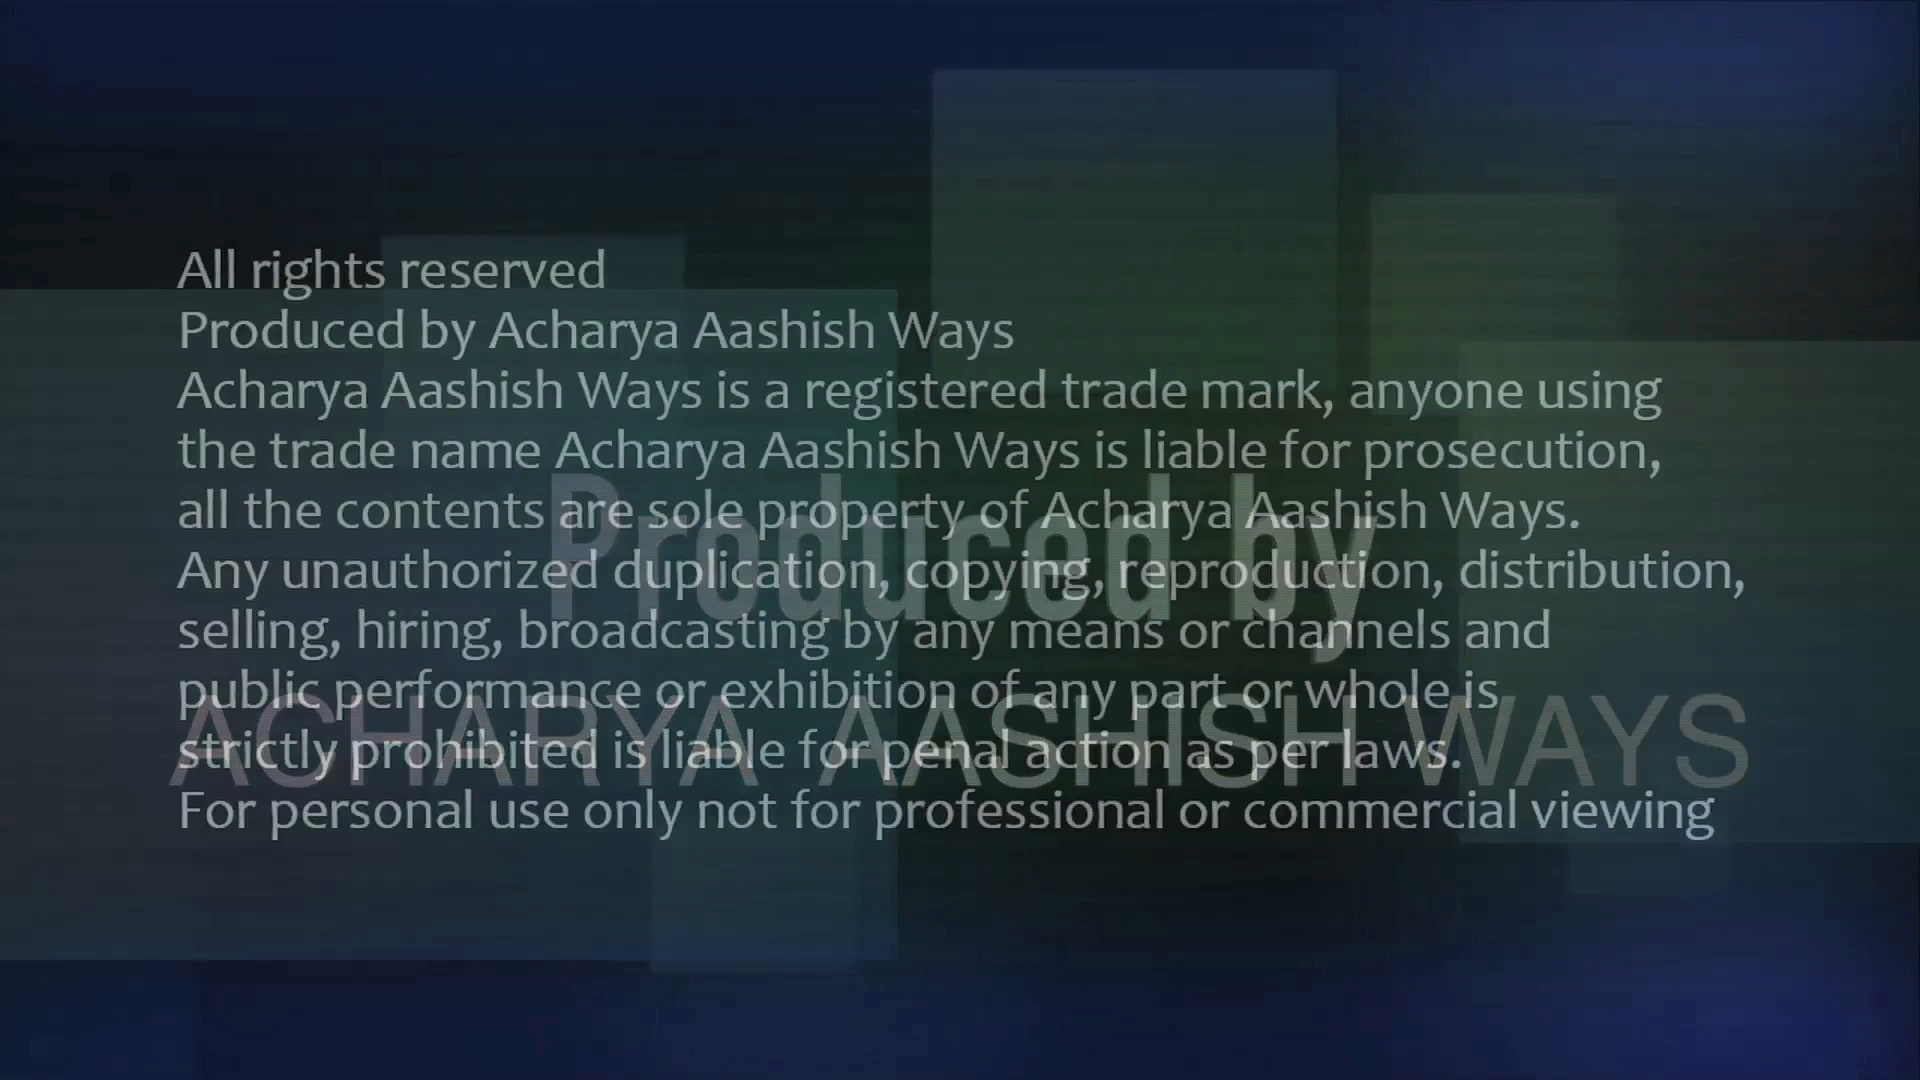 All rights reserved
Produced by Acharya Aashish Ways
Acharya Aashish Ways is a registered trade mark, anyone using
the trade name Acharya Aashish Ways is liable for prosecution,
all the contents are sole property of Acharya Aashish Ways.
Any unauthorized duplication, copying, reproduction, distribution,
selling, hiring, broadcasting by any means or channels and
public performance or exhibition of any part or whole is
strictly prohibited is liable for penal action as per laws.
For personal use only not for professional or commercial viewing
Produced by
ACHARYA AASHISH WAYS